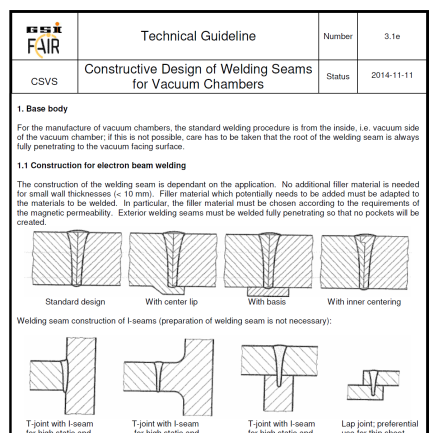 GSI
FAIR
Technical Guideline
Number
3.1e
CSVS
Constructive Design of Welding Seams
for Vacuum Chambers
Status
2014-11-11
1. Base body
For the manufacture of vacuum chambers, the standard welding procedure is from the inside, i.e. vacuum side
of the vacuum chamber; if this is not possible, care has to be taken that the root of the welding seam is always
fully penetrating to the vacuum facing surface.
1.1 Construction for electron beam welding
The construction of the welding seam is dependant on the application. No additional filler material is needed
for small wall thicknesses (< 10 mm). Filler material which potentially needs to be added must be adapted to
the materials to be welded. In particular, the filler material must be chosen according to the requirements of
the magnetic permeability. Exterior welding seams must be welded fully penetrating so that no pockets will be
created.
Standard design
With center lip
With basis
With inner centering
Welding seam construction of I-seams (preparation of welding seam is not necessary):
T-joint with I-seam
for high static and
T-joint with I-seam
for high static and
T-joint with I-seam
for high static and
Lap joint; preferential
use for thin sheet